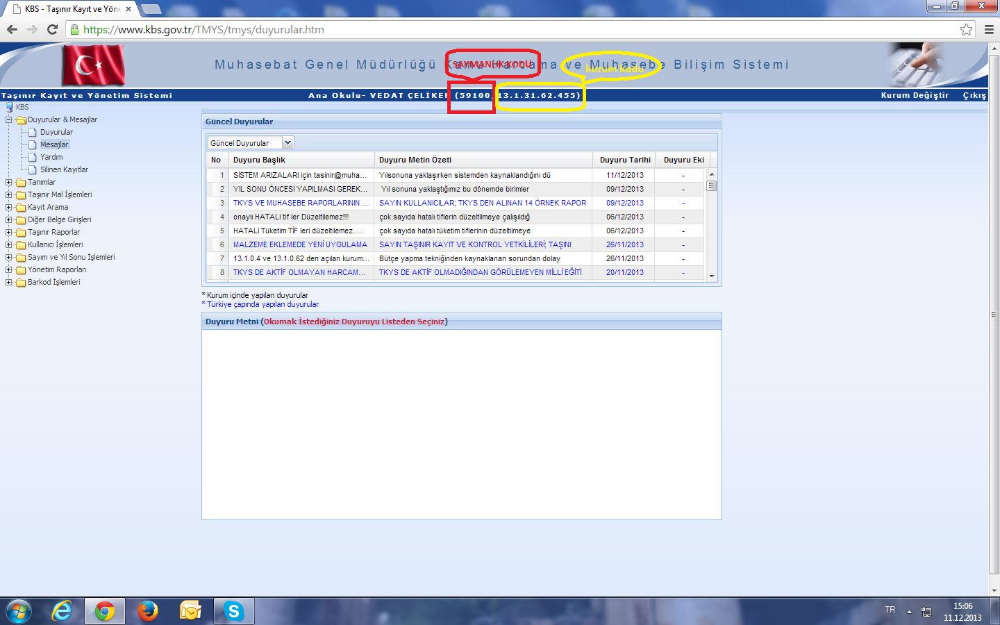 KBS - Taşınır Kayıt ve Yön
https://www.kbs.gov.tr/TMYS/tmys/duyurular.htm
Muhasebat Genel Müdürlüğü Kamu Harcama ve Muhasebe Bilişim Sistemi
SAYMANLIK KODU
kurum kodu
Taşınır Kayıt ve Yönetim Sistemi
Ana Okulu- VEDAT ÇELİKER (59100, 13.1.31.62.455)
Kurum Değiştir Çıkış
KBS
Duyurular & Mesajlar
Duyurular
Mesajlar
Yardım
Silinen Kayıtlar
Tanımlar
Taşınır Mal İşlemleri
Kayıt Arama
Diğer Belge Girişleri
Taşınır Raporlar
Kullanıcı İşlemleri
Sayım ve Yıl Sonu İşlemleri
Yönetim Raporları
Barkod İşlemleri
Güncel Duyurular
Güncel Duyurular
No Duyuru Başlık Duyuru Metin Özeti Duyuru Tarihi Duyuru Eki
1 SİSTEM ARIZALARI için tasinir@muha... Yılsonuna yaklaşırken sistemden kaynaklandığını dü 11/12/2013 -
2 YIL SONU ÖNCESİ YAPILMASI GEREK... Yıl sonuna yaklaştığımız bu dönemde birimler 09/12/2013 -
3 TKYS VE MUHASEBE RAPORLARININ ... SAYIN KULLANICILAR; TKYS DEN ALINAN 14 ÖRNEK RAPOR 09/12/2013 -
4 onaylı HATALI tif ler Düzeltilemez!!! çok sayıda hatalı tiflerin düzeltilmeye çalışıldığ 06/12/2013 -
5 HATALI Tüketim TİF leri düzeltilemez..... çok sayıda hatalı tüketim tiflerinin düzeltilmeye 06/12/2013 -
6 MALZEME EKLEMEDE YENİ UYGULAMA SAYIN TAŞINIR KAYIT VE KONTROL YETKİLİLERİ; TAŞINI 26/11/2013 -
7 13.1.0.4 ve 13.1.0.62 den açılan kurum... Bütçe yapma tekniğinden kaynaklanan sorundan dolay 26/11/2013 -
8 TKYS DE AKTİF OLMAYAN HARCAM... TKYS DE AKTİF OLMADIĞINDAN GÖRÜLEMEYEN MİLLİ EĞİTİ 20/11/2013 -
* Kurum içinde yapılan duyurular
* Türkiye çapında yapılan duyurular
Duyuru Metni (Okumak İstediğiniz Duyuruyu Listeden Seçiniz)
TR
15:06
11.12.2013